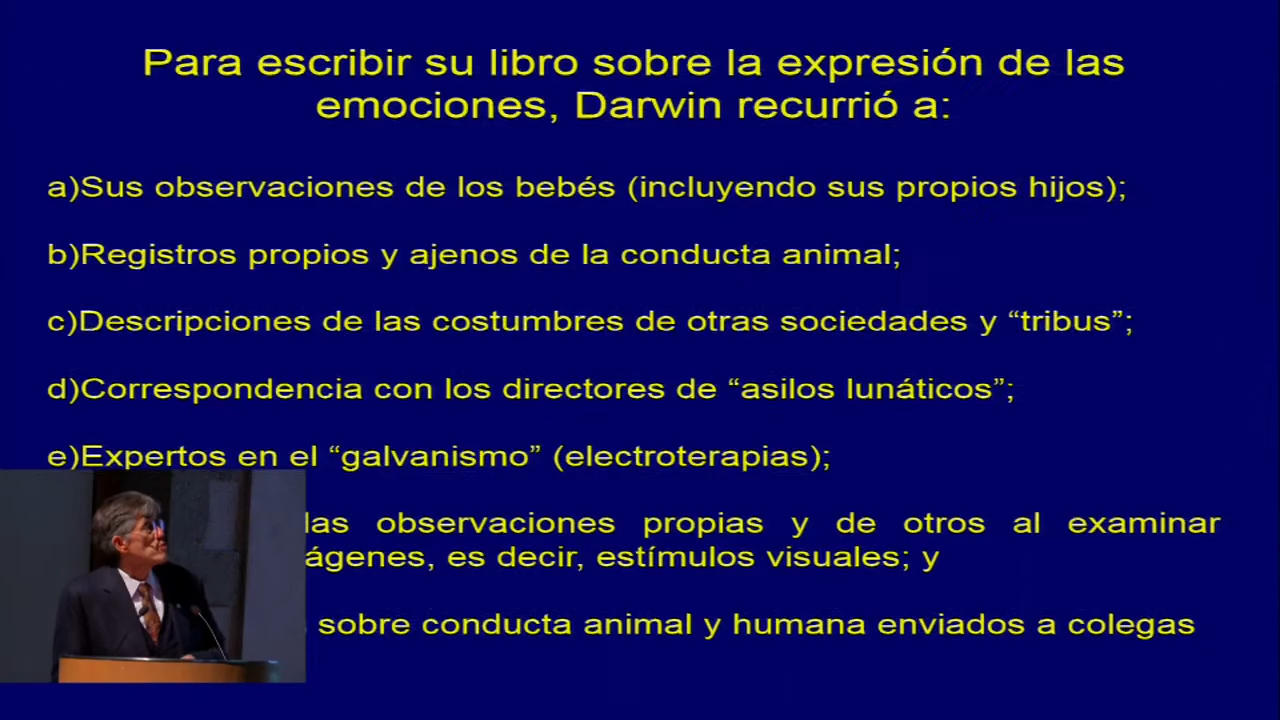 Para escribir su libro sobre la expresión de las
emociones, Darwin recurrió a:
a)Sus observaciones de los bebés (incluyendo sus propios hijos);
b)Registros propios y ajenos de la conducta animal;
c)Descripciones de las costumbres de otras sociedades y “tribus”;
d)Correspondencia con los directores de “asilos lunáticos”;
e)Expertos en el “galvanismo” (electroterapias);
las observaciones propias y de otros al examinar
es decir, estímulos visuales; y
sobre conducta animal y humana enviados a colegas